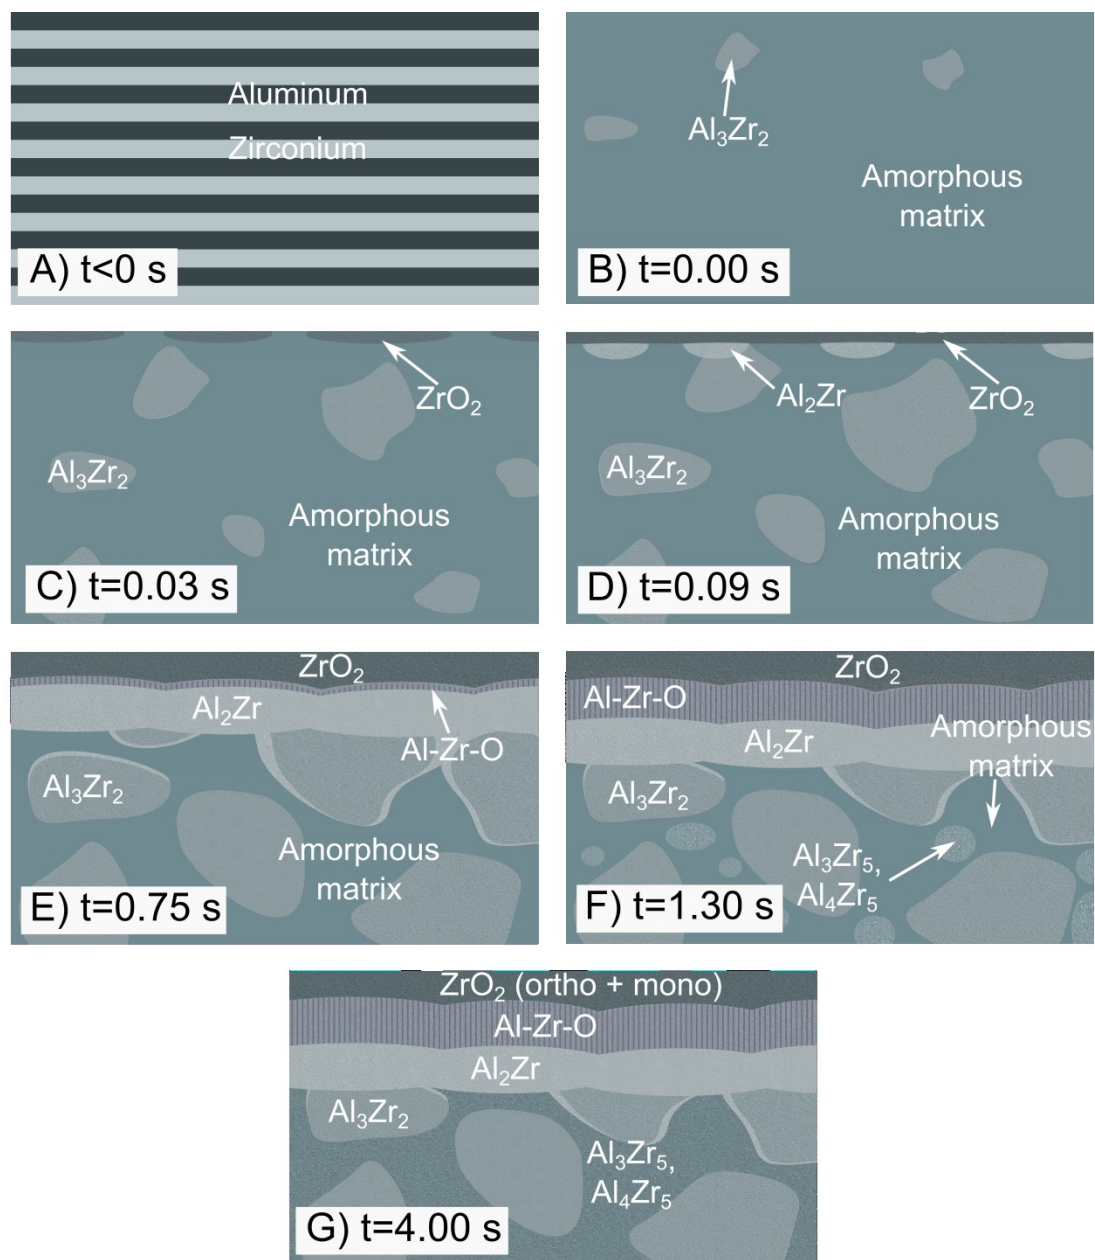 Aluminum
Zirconium
A) t<0 s
Al₃Zr₂
Amorphous
matrix
B) t=0.00 s
ZrO₂
Al₃Zr₂
Amorphous
matrix
C) t=0.03 s
Al₂Zr
ZrO₂
Al₃Zr₂
Amorphous
matrix
D) t=0.09 s
ZrO₂
Al₂Zr
Al-Zr-O
Al₃Zr₂
Amorphous
matrix
E) t=0.75 s
ZrO₂
Al-Zr-O
Amorphous
matrix
Al₂Zr
Al₃Zr₂
Al₃Zr₅,
Al₄Zr₅
F) t=1.30 s
ZrO₂ (ortho + mono)
Al-Zr-O
Al₂Zr
Al₃Zr₂
Al₃Zr₅,
Al₄Zr₅
G) t=4.00 s